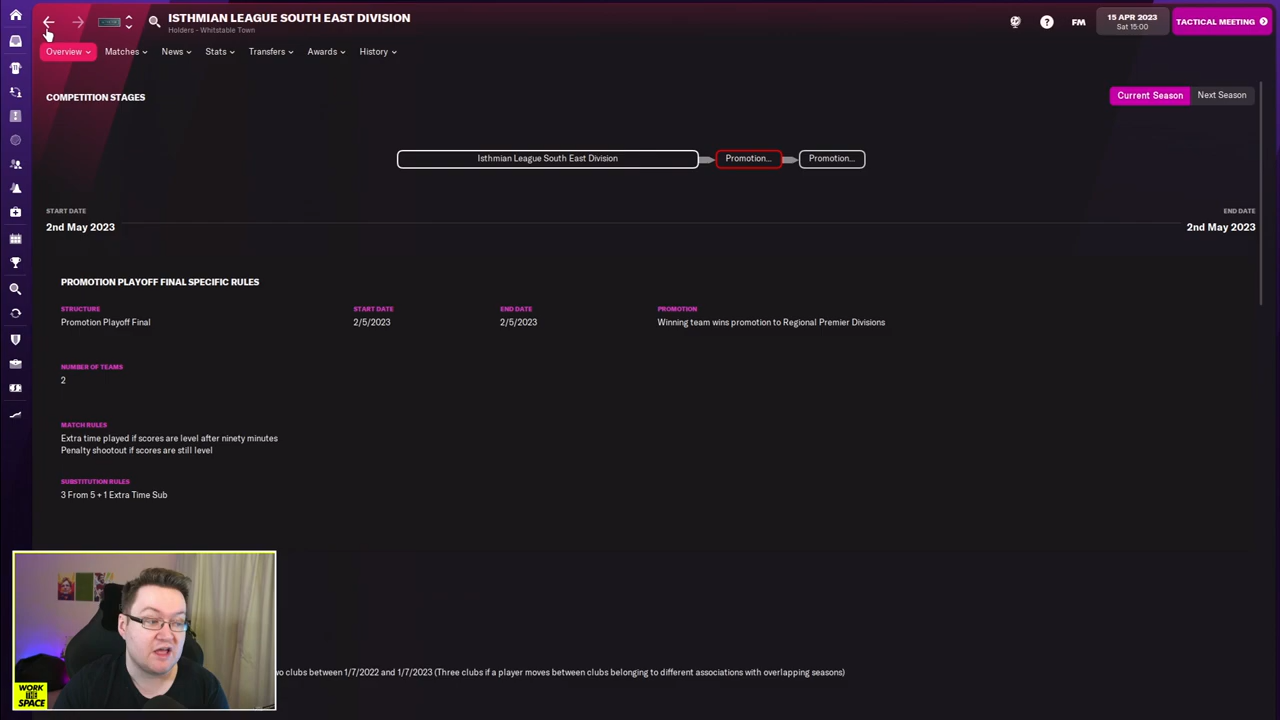 ISTHMIAN LEAGUE SOUTH EAST DIVISION
Holders - Whitstable Town
FM
15 APR 2023
Sat 15:00
TACTICAL MEETING
Overview
Matches
News
Stats
Transfers
Awards
History
COMPETITION STAGES
Current Season
Next Season
Isthmian League South East Division
Promotion...
Promotion...
START DATE
2nd May 2023
END DATE
2nd May 2023
PROMOTION PLAYOFF FINAL SPECIFIC RULES
STRUCTURE
Promotion Playoff Final
START DATE
2/5/2023
END DATE
2/5/2023
PROMOTION
Winning team wins promotion to Regional Premier Divisions
NUMBER OF TEAMS
2
MATCH RULES
Extra time played if scores are level after ninety minutes
Penalty shootout if scores are still level
SUBSTITUTION RULES
3 From 5 + 1 Extra Time Sub
clubs between 1/7/2022 and 1/7/2023 (Three clubs if a player moves between clubs belonging to different associations with overlapping seasons)
WORK
THE
SPACE